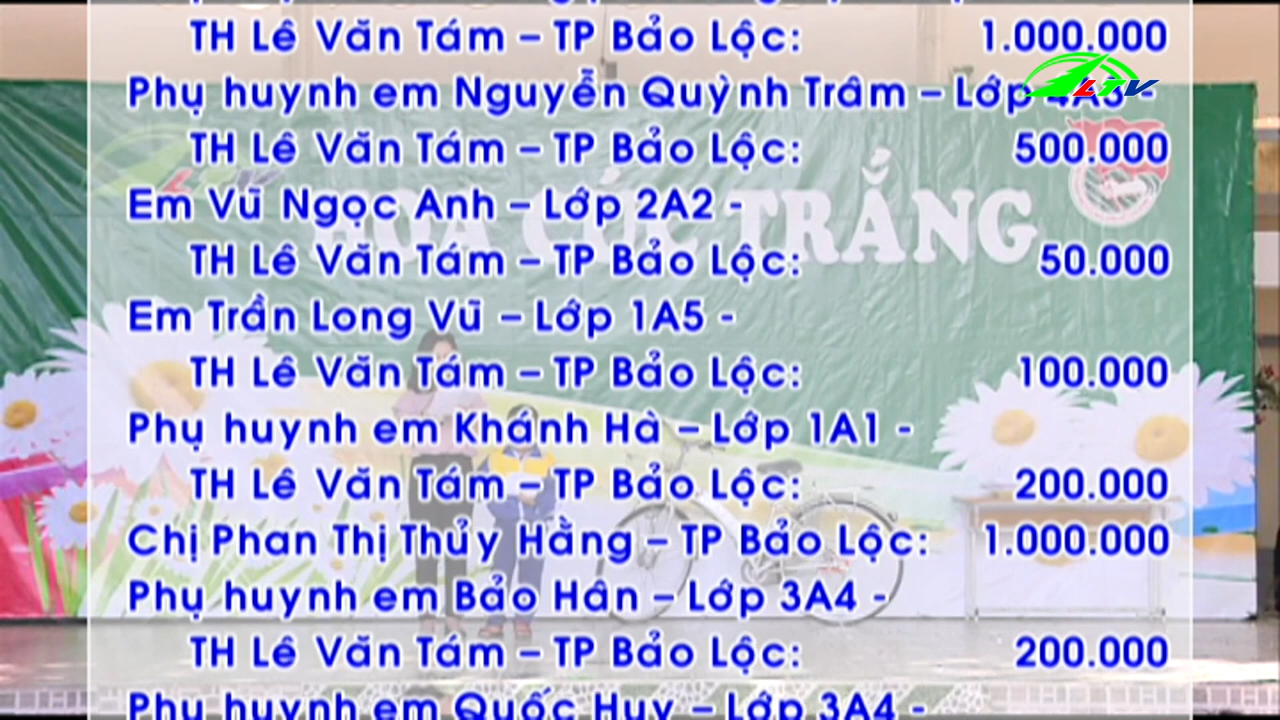 TH Lê Văn Tám – TP Bảo Lộc: 1.000.000
Phụ huynh em Nguyễn Quỳnh Trâm – Lớp 4A3 -
LTV
TH Lê Văn Tám – TP Bảo Lộc: 500.000
Em Vũ Ngọc Anh – Lớp 2A2 -
HOA CÚC TRẮNG
TH Lê Văn Tám – TP Bảo Lộc: 50.000
Em Trần Long Vũ – Lớp 1A5 -
TH Lê Văn Tám – TP Bảo Lộc: 100.000
Phụ huynh em Khánh Hà – Lớp 1A1 -
TH Lê Văn Tám – TP Bảo Lộc: 200.000
Chị Phan Thị Thủy Hằng – TP Bảo Lộc: 1.000.000
Phụ huynh em Bảo Hân – Lớp 3A4 -
TH Lê Văn Tám – TP Bảo Lộc: 200.000
Phụ huynh em Quốc Huy – Lớp 3A4 -